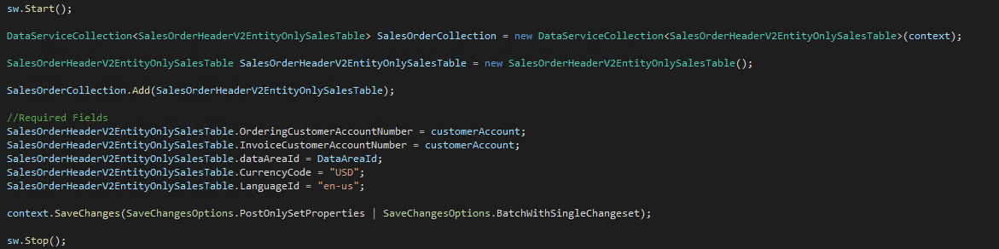 sw.Start();
DataServiceCollection<SalesOrderHeaderV2EntityOnlySalesTable> SalesOrderCollection = new DataServiceCollection<SalesOrderHeaderV2EntityOnlySalesTable>(context);
SalesOrderHeaderV2EntityOnlySalesTable SalesOrderHeaderV2EntityOnlySalesTable = new SalesOrderHeaderV2EntityOnlySalesTable();
SalesOrderCollection.Add(SalesOrderHeaderV2EntityOnlySalesTable);
//Required Fields
SalesOrderHeaderV2EntityOnlySalesTable.OrderingCustomerAccountNumber = customerAccount;
SalesOrderHeaderV2EntityOnlySalesTable.InvoiceCustomerAccountNumber = customerAccount;
SalesOrderHeaderV2EntityOnlySalesTable.dataAreaId = DataAreaId;
SalesOrderHeaderV2EntityOnlySalesTable.CurrencyCode = "USD";
SalesOrderHeaderV2EntityOnlySalesTable.LanguageId = "en-us";
context.SaveChanges(SaveChangesOptions.PostOnlySetProperties | SaveChangesOptions.BatchWithSingleChangeset);
sw.Stop();